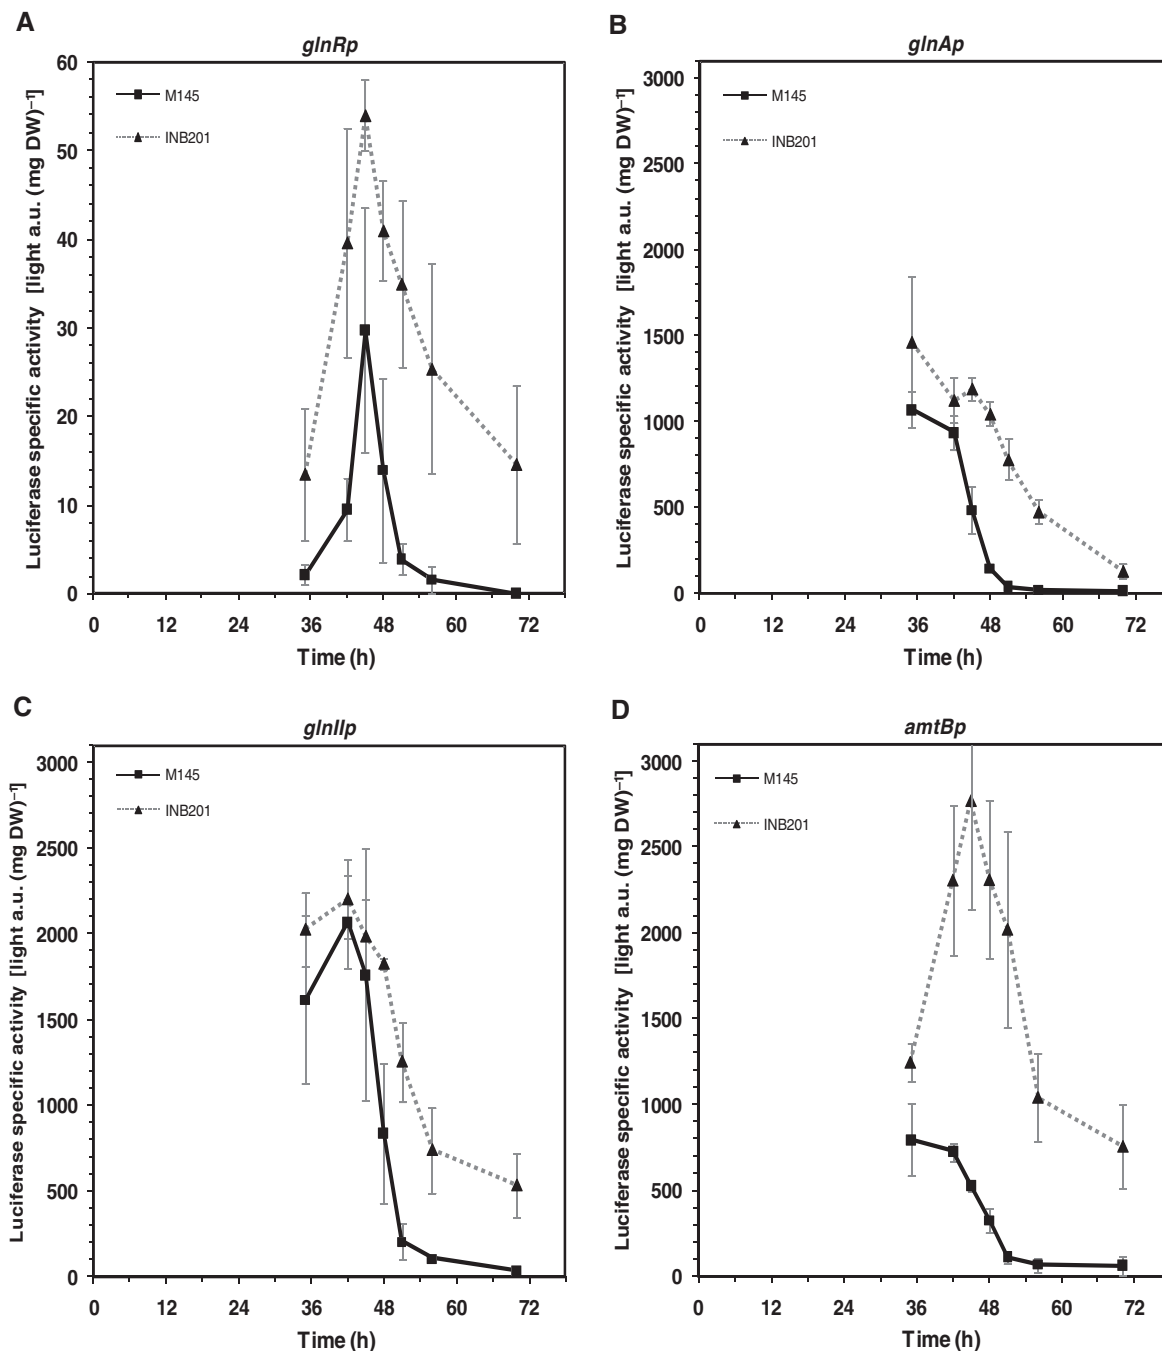 A
glnRp
M145
INB201
60
50
40
30
20
10
0
0 12 24 36 48 60 72
Time (h)
Luciferase specific activity [light a.u. (mg DW)⁻¹]
B
glnAp
M145
INB201
3000
2500
2000
1500
1000
500
0
0 12 24 36 48 60 72
Time (h)
Luciferase specific activity [light a.u. (mg DW)⁻¹]
C
glnIIp
M145
INB201
3000
2500
2000
1500
1000
500
0
0 12 24 36 48 60 72
Time (h)
Luciferase specific activity [light a.u. (mg DW)⁻¹]
D
amtBp
M145
INB201
3000
2500
2000
1500
1000
500
0
0 12 24 36 48 60 72
Time (h)
Luciferase specific activity [light a.u. (mg DW)⁻¹]